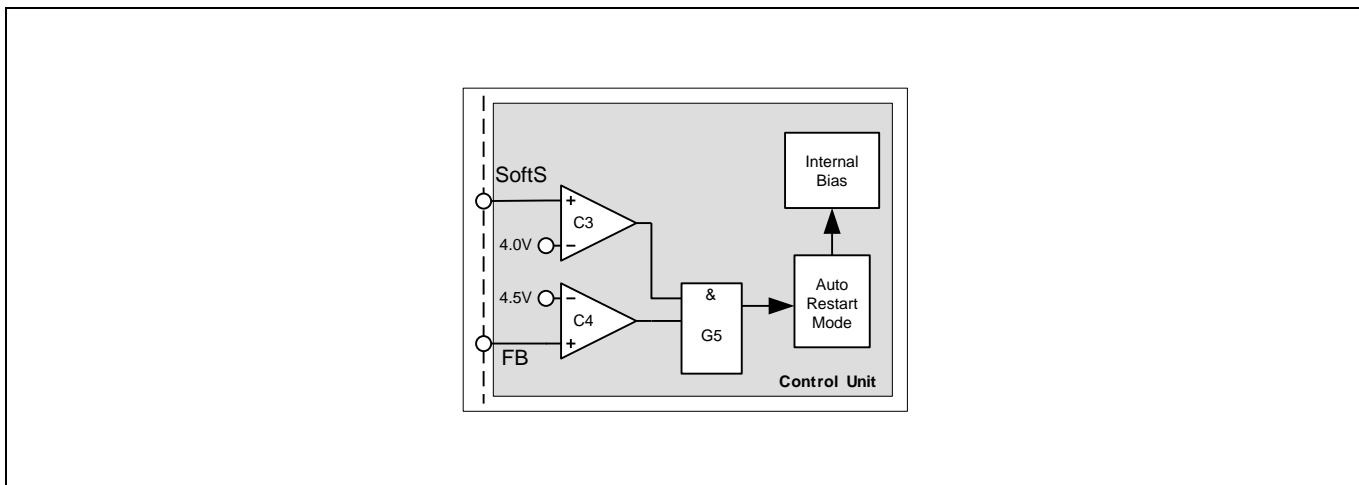 Internal
Bias
SoftS
+
C3
4.0V
−
4.5V
−
C4
+
FB
&
G5
Auto
Restart
Mode
Control Unit